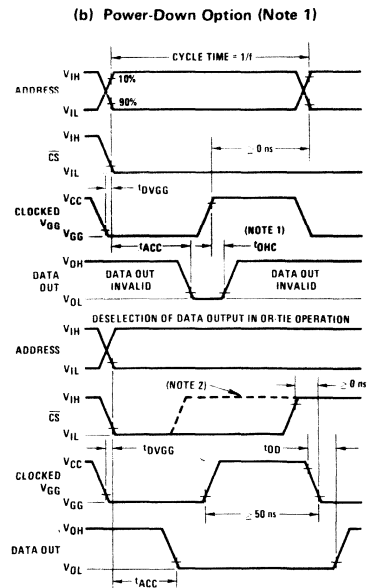 (b) Power-Down Option (Note 1)
CYCLE TIME = 1/f
ADDRESS
VIH
VIL
10%
90%
VIH
CS
VIL
≥ 0 ns
tDVGG
VCC
CLOCKED
VGG
VGG
tACC
(NOTE 1)
tOHC
VOH
DATA
OUT
VOL
DATA OUT
INVALID
DATA OUT
INVALID
DESELECTION OF DATA OUTPUT IN OR-TIE OPERATION
VIH
ADDRESS
VIL
(NOTE 2)
≥ 0 ns
VIH
CS
VIL
tDVGG
tOD
VCC
CLOCKED
VGG
VGG
≥ 50 ns
VOH
DATA OUT
VOL
tACC